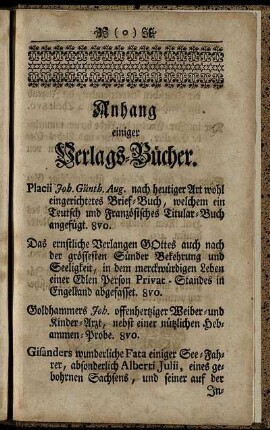 ( o )
Anhang
einiger
Verlags-Bücher.
Placii Joh. Günth. Aug. nach heutiger Art wohl
eingerichtetes Brief-Buch, welchem ein
Teutsch und Französisches Titular-Buch
angefügt. 8vo.
Das ernstliche Verlangen GOttes auch nach
der grössesten Sünder Bekehrung und
Seeligkeit, in dem merckwürdigen Leben
einer Edlen Person Privat-Standes in
Engelland abgefasset. 8vo.
Goldhammers Joh. offenhertziger Weiber-und
Kinder-Artzt, nebst einer nützlichen Heb-
ammen-Probe. 8vo.
Gisanders wunderliche Fata einiger See-Fah-
rer, absonderlich Alberti Julii, eines ge-
bohrnen Sachsens, und seiner auf der
In-